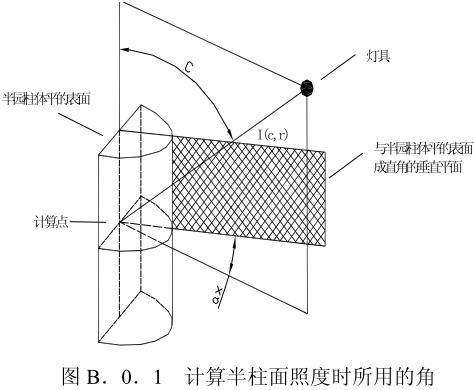 灯具
C
半园柱体平的表面
I(c,r)
与半园柱体平的表面
成直角的垂直平面
计算点
αx
图 B．0．1 计算半柱面照度时所用的角